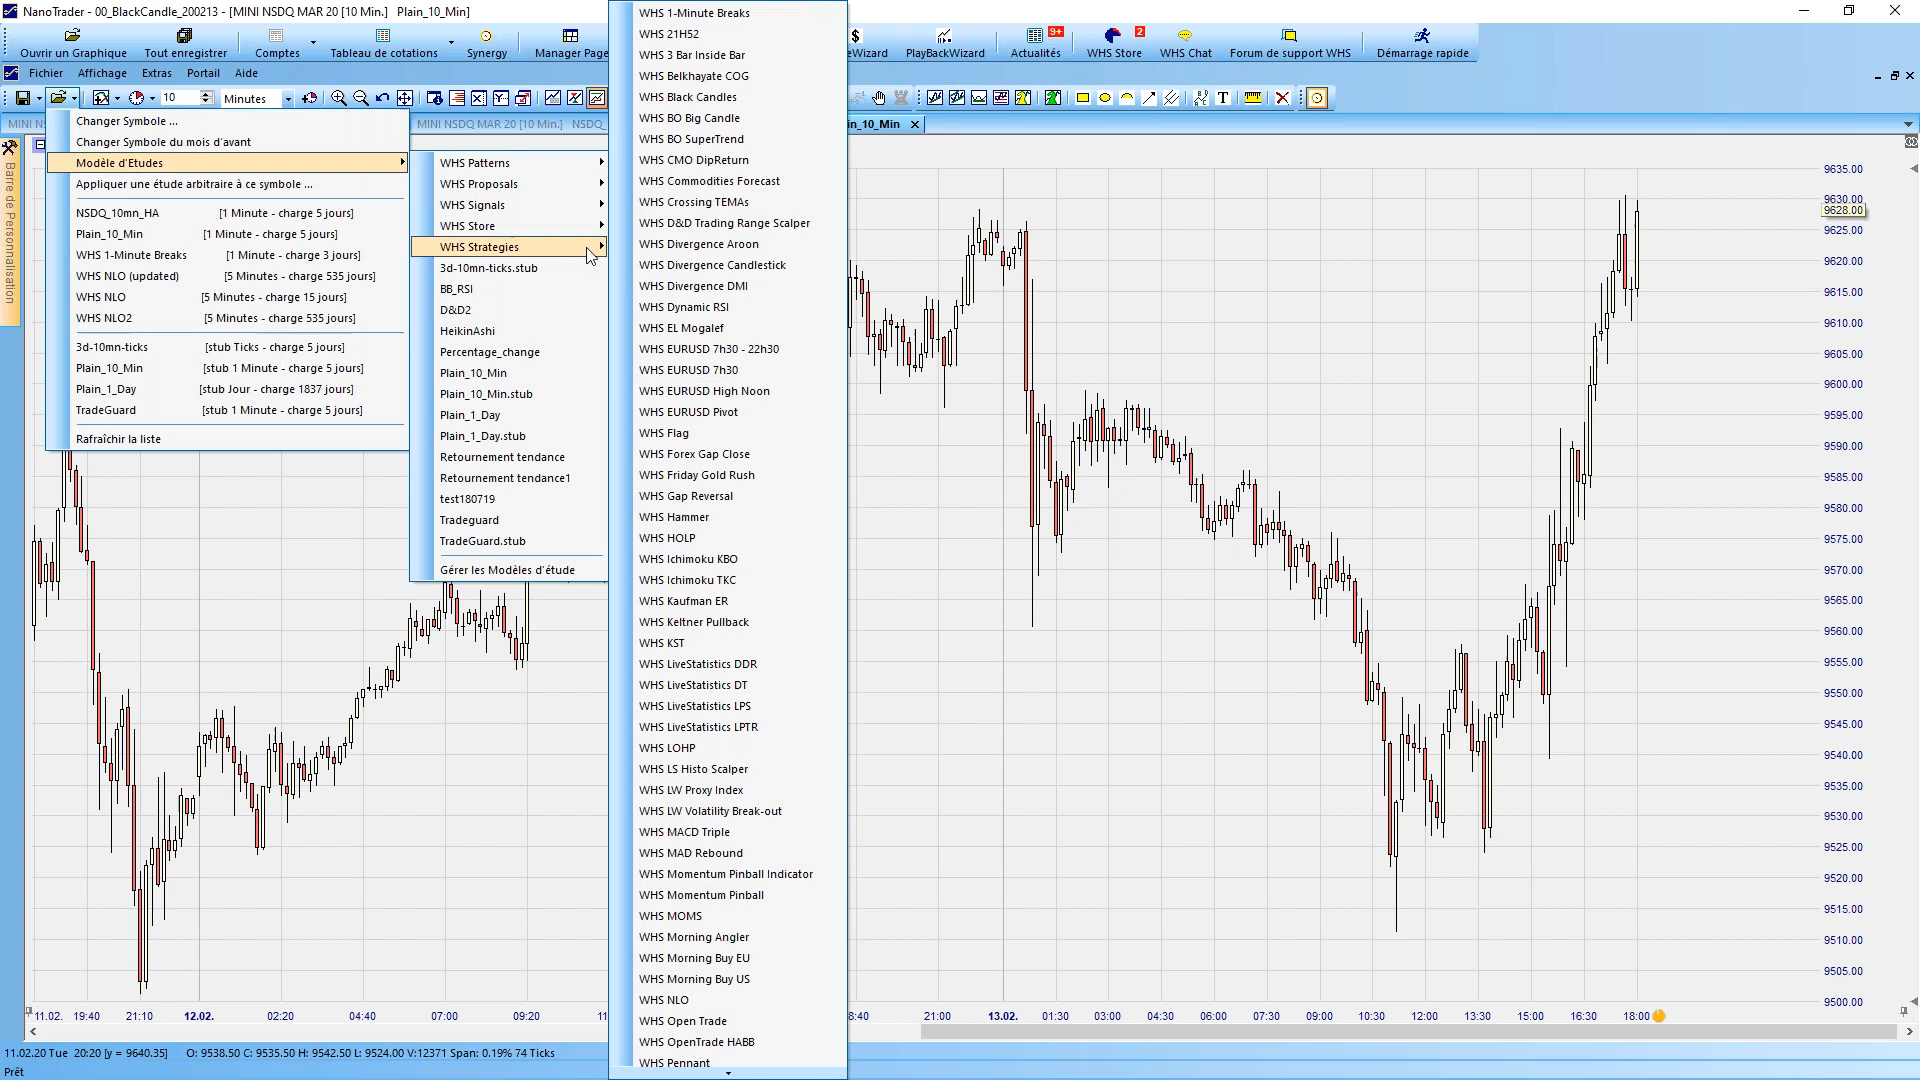 NanoTrader - 00_BlackCandle_200213 - [MINI NSDQ MAR 20 [10 Min.]   Plain_10_Min]
Ouvrir un Graphique
Tout enregistrer
Comptes
Tableau de cotations
Synergy
Manager Page
eWizard
PlayBackWizard
9+
Actualités
2
WHS Store
WHS Chat
Forum de support WHS
Démarrage rapide
Fichier
Affichage
Extras
Portail
Aide
10
Minutes
MINI NSDQ MAR 20 [10 Min.]
NSDQ_
in_10_Min
Barre de Personnalisation
Changer Symbole ...
Changer Symbole du mois d'avant
Modèle d'Etudes
Appliquer une étude arbitraire à ce symbole ...
NSDQ_10mn_HA [1 Minute - charge 5 jours]
Plain_10_Min [1 Minute - charge 5 jours]
WHS 1-Minute Breaks [1 Minute - charge 3 jours]
WHS NLO (updated) [5 Minutes - charge 535 jours]
WHS NLO [5 Minutes - charge 15 jours]
WHS NLO2 [5 Minutes - charge 535 jours]
3d-10mn-ticks [stub Ticks - charge 5 jours]
Plain_10_Min [stub 1 Minute - charge 5 jours]
Plain_1_Day [stub Jour - charge 1837 jours]
TradeGuard [stub 1 Minute - charge 5 jours]
Rafraîchir la liste
WHS Patterns
WHS Proposals
WHS Signals
WHS Store
WHS Strategies
3d-10mn-ticks.stub
BB_RSI
D&D2
HeikinAshi
Percentage_change
Plain_10_Min
Plain_10_Min.stub
Plain_1_Day
Plain_1_Day.stub
Retournement tendance
Retournement tendance1
test180719
Tradeguard
TradeGuard.stub
Gérer les Modèles d'étude
WHS 1-Minute Breaks
WHS 21H52
WHS 3 Bar Inside Bar
WHS Belkhayate COG
WHS Black Candles
WHS BO Big Candle
WHS BO SuperTrend
WHS CMO DipReturn
WHS Commodities Forecast
WHS Crossing TEMAs
WHS D&D Trading Range Scalper
WHS Divergence Aroon
WHS Divergence Candlestick
WHS Divergence DMI
WHS Dynamic RSI
WHS EL Mogalef
WHS EURUSD 7h30 - 22h30
WHS EURUSD 7h30
WHS EURUSD High Noon
WHS EURUSD Pivot
WHS Flag
WHS Forex Gap Close
WHS Friday Gold Rush
WHS Gap Reversal
WHS Hammer
WHS HOLP
WHS Ichimoku KBO
WHS Ichimoku TKC
WHS Kaufman ER
WHS Keltner Pullback
WHS KST
WHS LiveStatistics DDR
WHS LiveStatistics DT
WHS LiveStatistics LPS
WHS LiveStatistics LPTR
WHS LOHP
WHS LS Histo Scalper
WHS LW Proxy Index
WHS LW Volatility Break-out
WHS MACD Triple
WHS MAD Rebound
WHS Momentum Pinball Indicator
WHS Momentum Pinball
WHS MOMS
WHS Morning Angler
WHS Morning Buy EU
WHS Morning Buy US
WHS NLO
WHS Open Trade
WHS OpenTrade HABB
WHS Pennant
9635.00
9630.00
9628.00
9625.00
9620.00
9615.00
9610.00
9605.00
9600.00
9595.00
9590.00
9585.00
9580.00
9575.00
9570.00
9565.00
9560.00
9555.00
9550.00
9545.00
9540.00
9535.00
9530.00
9525.00
9520.00
9515.00
9510.00
9505.00
9500.00
11.02. 19:40 21:10 12.02. 02:20 04:40 07:00 09:20 11 8:40 21:00 13.02. 01:30 03:00 04:30 06:00 07:30 09:00 10:30 12:00 13:30 15:00 16:30 18:00
11.02.20 Tue 20:20 [y = 9640.35] O: 9538.50 C: 9535.50 H: 9542.50 L: 9524.00 V:12371 Span: 0.19% 74 Ticks
Prêt